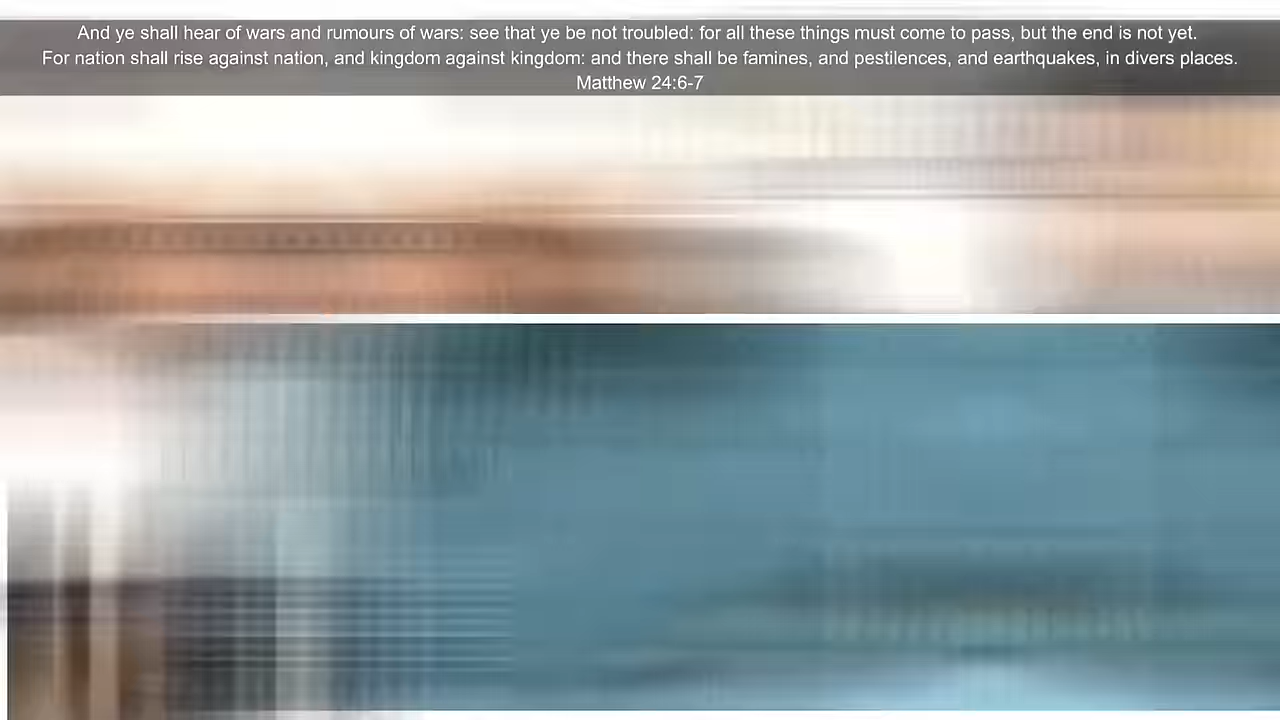 And ye shall hear of wars and rumours of wars: see that ye be not troubled: for all these things must come to pass, but the end is not yet.
For nation shall rise against nation, and kingdom against kingdom: and there shall be famines, and pestilences, and earthquakes, in divers places.
Matthew 24:6-7